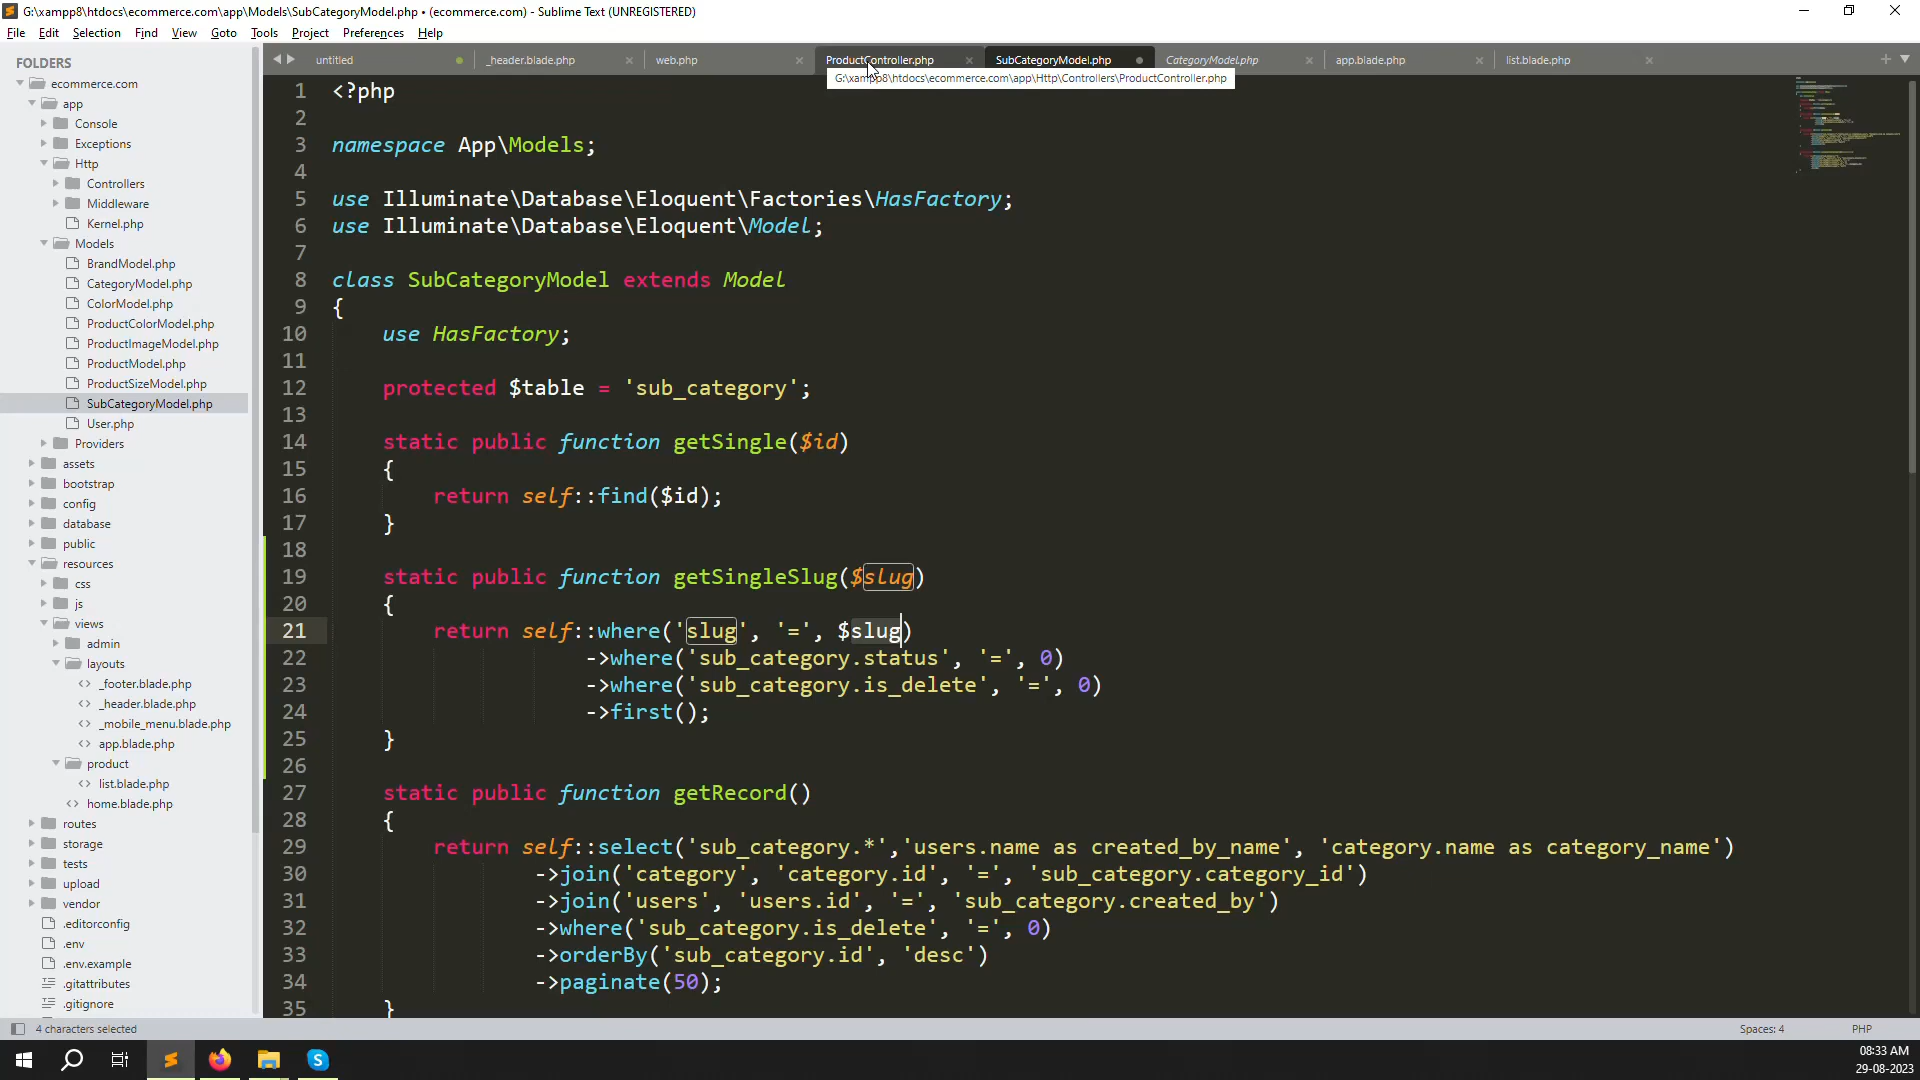 G:\xampp8\htdocs\ecommerce.com\app\Models\SubCategoryModel.php • (ecommerce.com) - Sublime Text (UNREGISTERED)
File Edit Selection Find View Goto Tools Project Preferences Help
FOLDERS
ecommerce.com
app
Console
Exceptions
Http
Controllers
Middleware
Kernel.php
Models
BrandModel.php
CategoryModel.php
ColorModel.php
ProductColorModel.php
ProductImageModel.php
ProductModel.php
ProductSizeModel.php
SubCategoryModel.php
User.php
Providers
assets
bootstrap
config
database
public
resources
css
js
views
admin
layouts
_footer.blade.php
_header.blade.php
_mobile_menu.blade.php
app.blade.php
product
list.blade.php
home.blade.php
routes
storage
tests
upload
vendor
.editorconfig
.env
.env.example
.gitattributes
.gitignore
untitled _header.blade.php web.php ProductController.php SubCategoryModel.php CategoryModel.php app.blade.php list.blade.php
G:\xampp8\htdocs\ecommerce.com\app\Http\Controllers\ProductController.php
1 <?php
2
3 namespace App\Models;
4
5 use Illuminate\Database\Eloquent\Factories\HasFactory;
6 use Illuminate\Database\Eloquent\Model;
7
8 class SubCategoryModel extends Model
9 {
10 use HasFactory;
11
12 protected $table = 'sub_category';
13
14 static public function getSingle($id)
15 {
16 return self::find($id);
17 }
18
19 static public function getSingleSlug($slug)
20 {
21 return self::where('slug', '=', $slug)
22 ->where('sub_category.status', '=', 0)
23 ->where('sub_category.is_delete', '=', 0)
24 ->first();
25 }
26
27 static public function getRecord()
28 {
29 return self::select('sub_category.*','users.name as created_by_name', 'category.name as category_name')
30 ->join('category', 'category.id', '=', 'sub_category.category_id')
31 ->join('users', 'users.id', '=', 'sub_category.created_by')
32 ->where('sub_category.is_delete', '=', 0)
33 ->orderBy('sub_category.id', 'desc')
34 ->paginate(50);
35 }
4 characters selected Spaces: 4 PHP
08:33 AM
29-08-2023